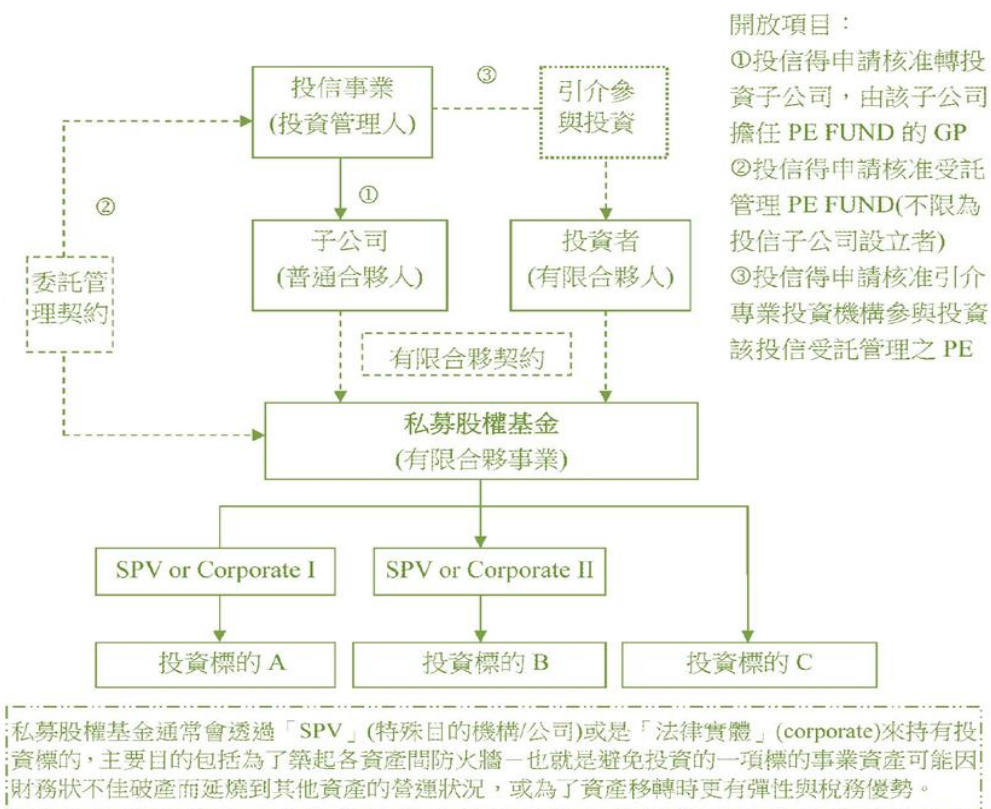 開放項目：
①投信得申請核准轉投
資子公司，由該子公司
擔任 PE FUND 的 GP
②投信得申請核准受託
管理 PE FUND(不限為
投信子公司設立者)
③投信得申請核准引介
專業投資機構參與投資
該投信受託管理之 PE
投信事業
(投資管理人)
③
引介參
與投資
①
②
子公司
(普通合夥人)
投資者
(有限合夥人)
委託管
理契約
有限合夥契約
私募股權基金
(有限合夥事業)
SPV or Corporate I
SPV or Corporate II
投資標的 A
投資標的 B
投資標的 C
私募股權基金通常會透過「SPV」(特殊目的機構/公司)或是「法律實體」(corporate)來持有投
資標的，主要目的包括為了築起各資產間防火牆－也就是避免投資的一項標的事業資產可能因
財務狀不佳破產而延燒到其他資產的營運狀況，或為了資產移轉時更有彈性與稅務優勢。